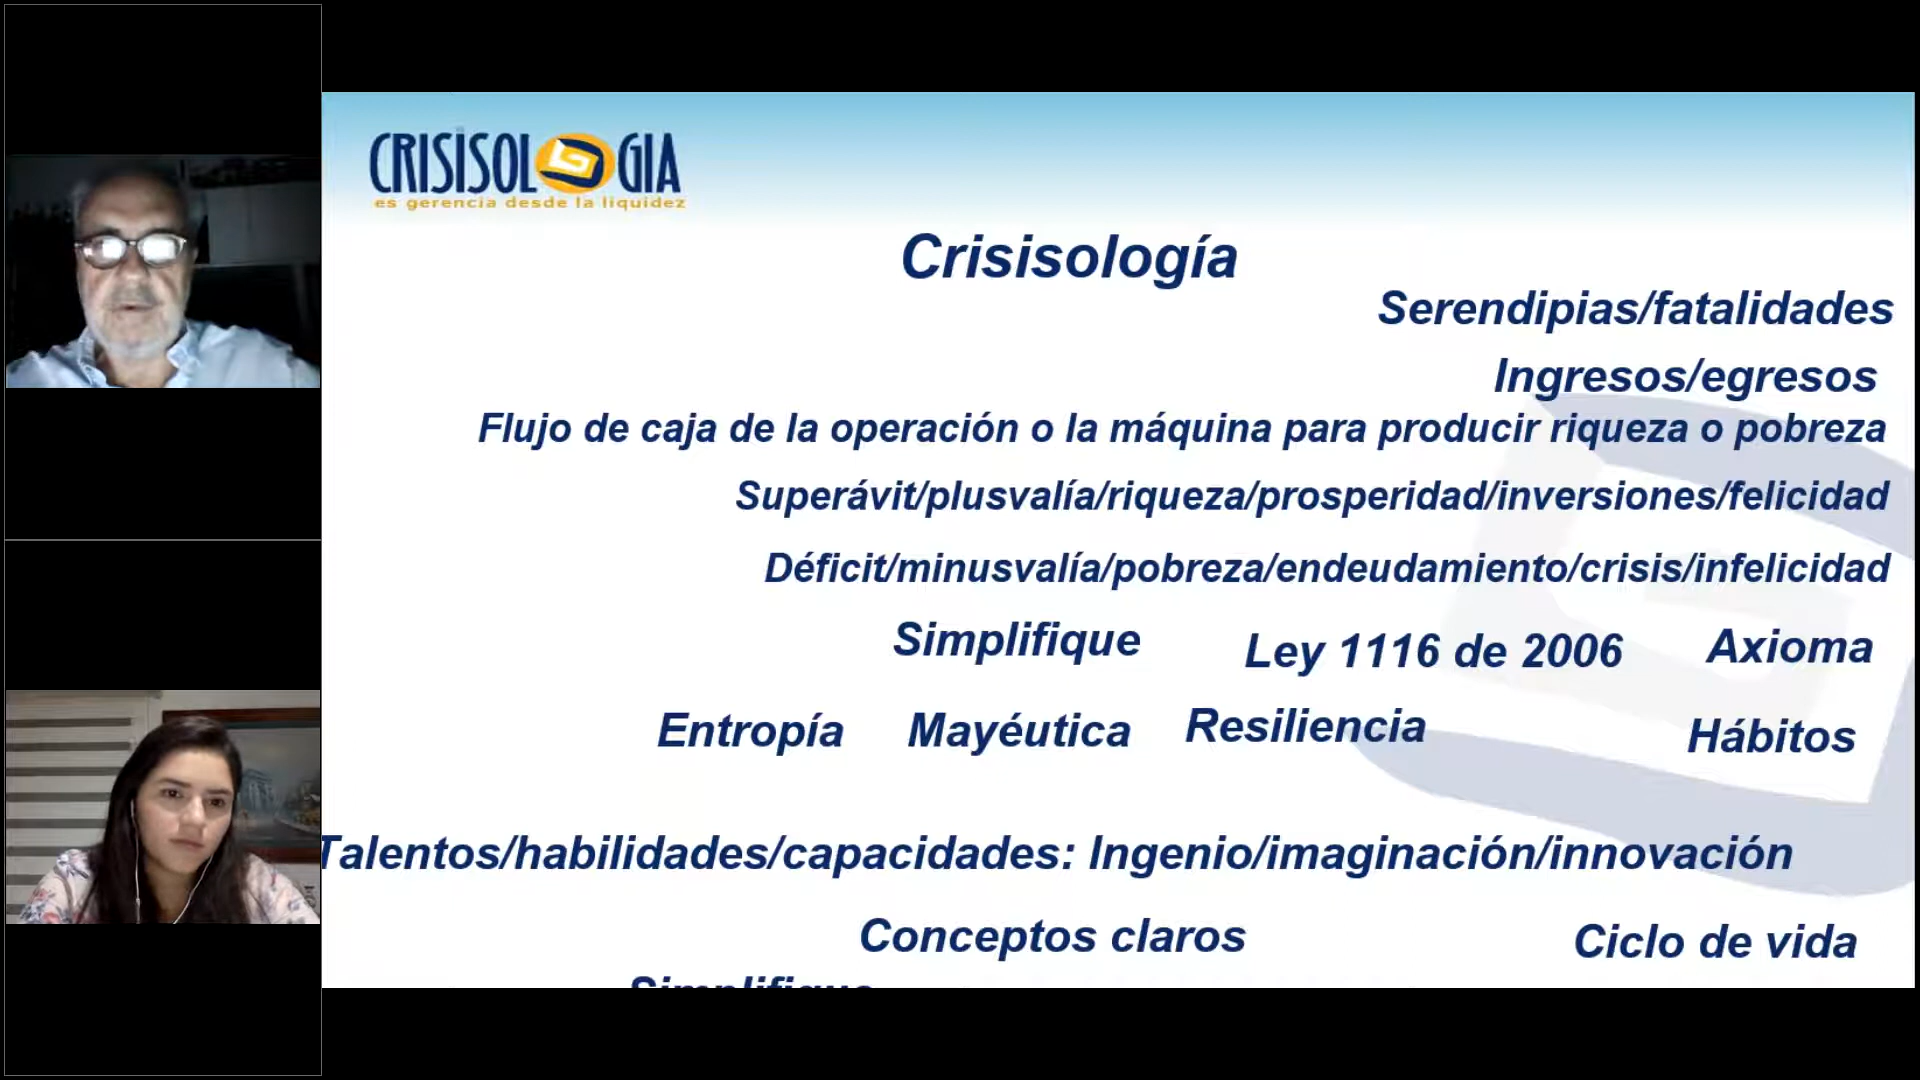 CRISISOLOGIA
es gerencia desde la liquidez
Crisisología
Serendipias/fatalidades
Ingresos/egresos
Flujo de caja de la operación o la máquina para producir riqueza o pobreza
Superávit/plusvalía/riqueza/prosperidad/inversiones/felicidad
Déficit/minusvalía/pobreza/endeudamiento/crisis/infelicidad
Simplifique Ley 1116 de 2006 Axioma
Entropía Mayéutica Resiliencia Hábitos
Talentos/habilidades/capacidades: Ingenio/imaginación/innovación
Conceptos claros Ciclo de vida
Simplifique